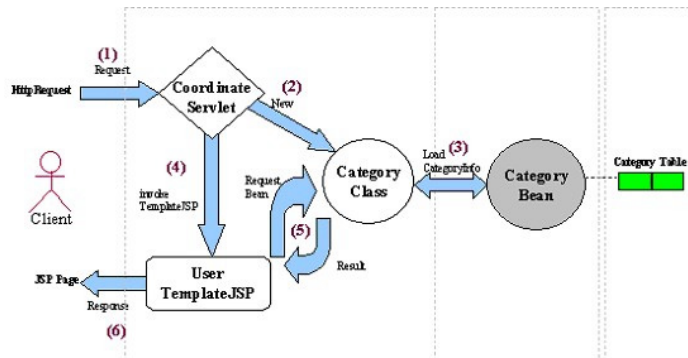 (1)
Request
HttpRequest
Coordinate
Servlet
(2)
New
(4)
invoke
TemplateJSP
Request
Bean
Category
Class
(3)
Load
CategoryInfo
Category
Bean
Category Table
Client
(5)
Result
User
TemplateJSP
JSP Page
Response
(6)